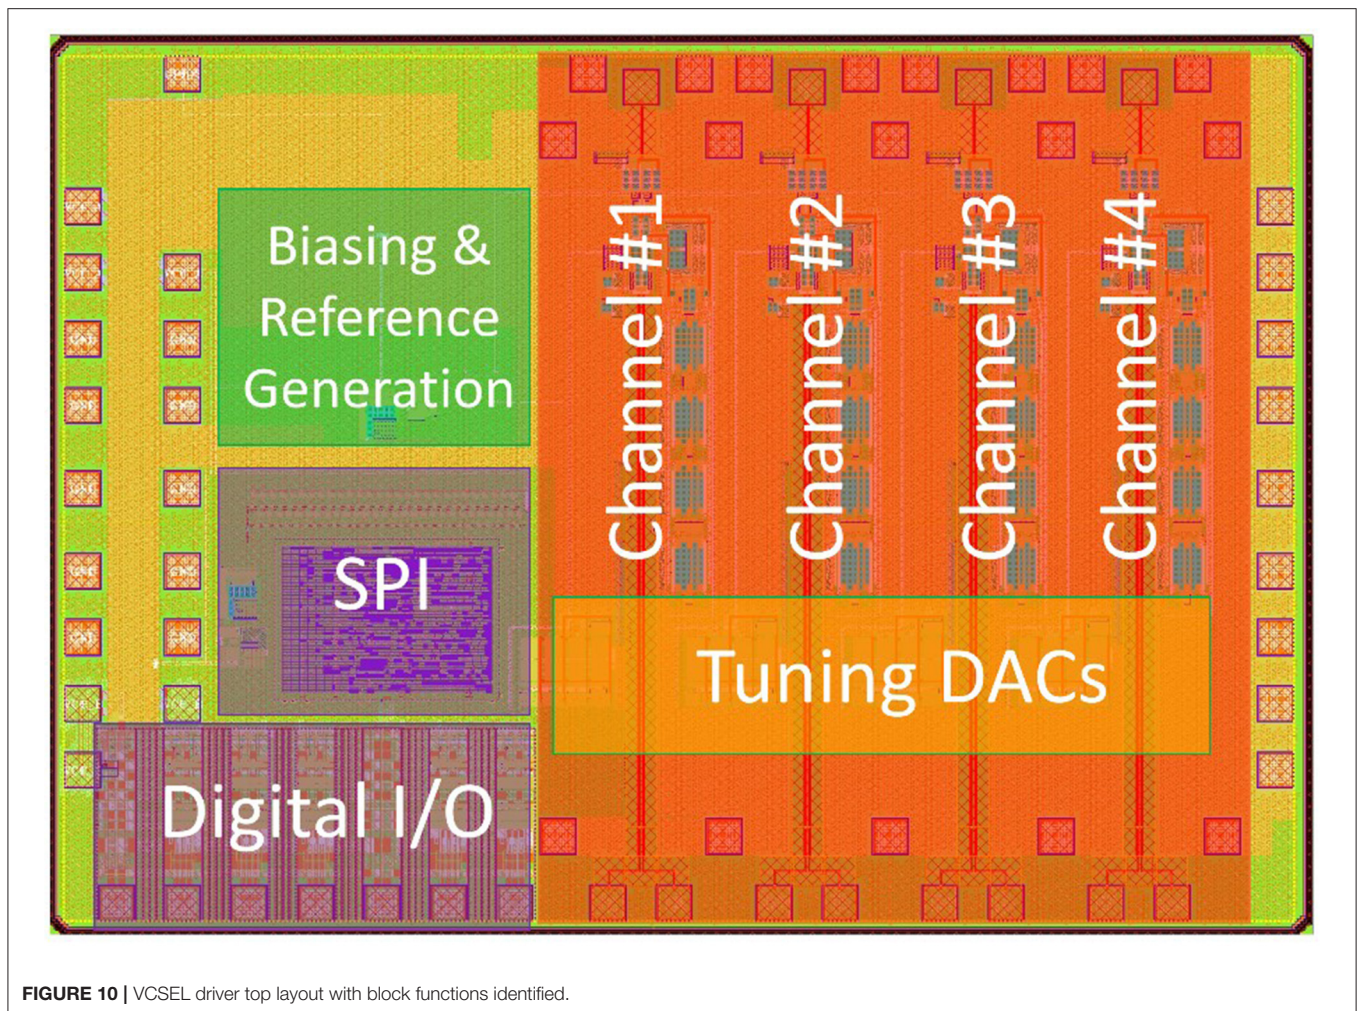 Biasing &
Reference
Generation
SPI
Digital I/O
Channel #1
Channel #2
Channel #3
Channel #4
Tuning DACs
FIGURE 10 | VCSEL driver top layout with block functions identified.